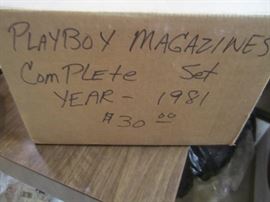 PLAYBOY MAGAZINES
ComPLete Set
YEAR - 1981
$30.00